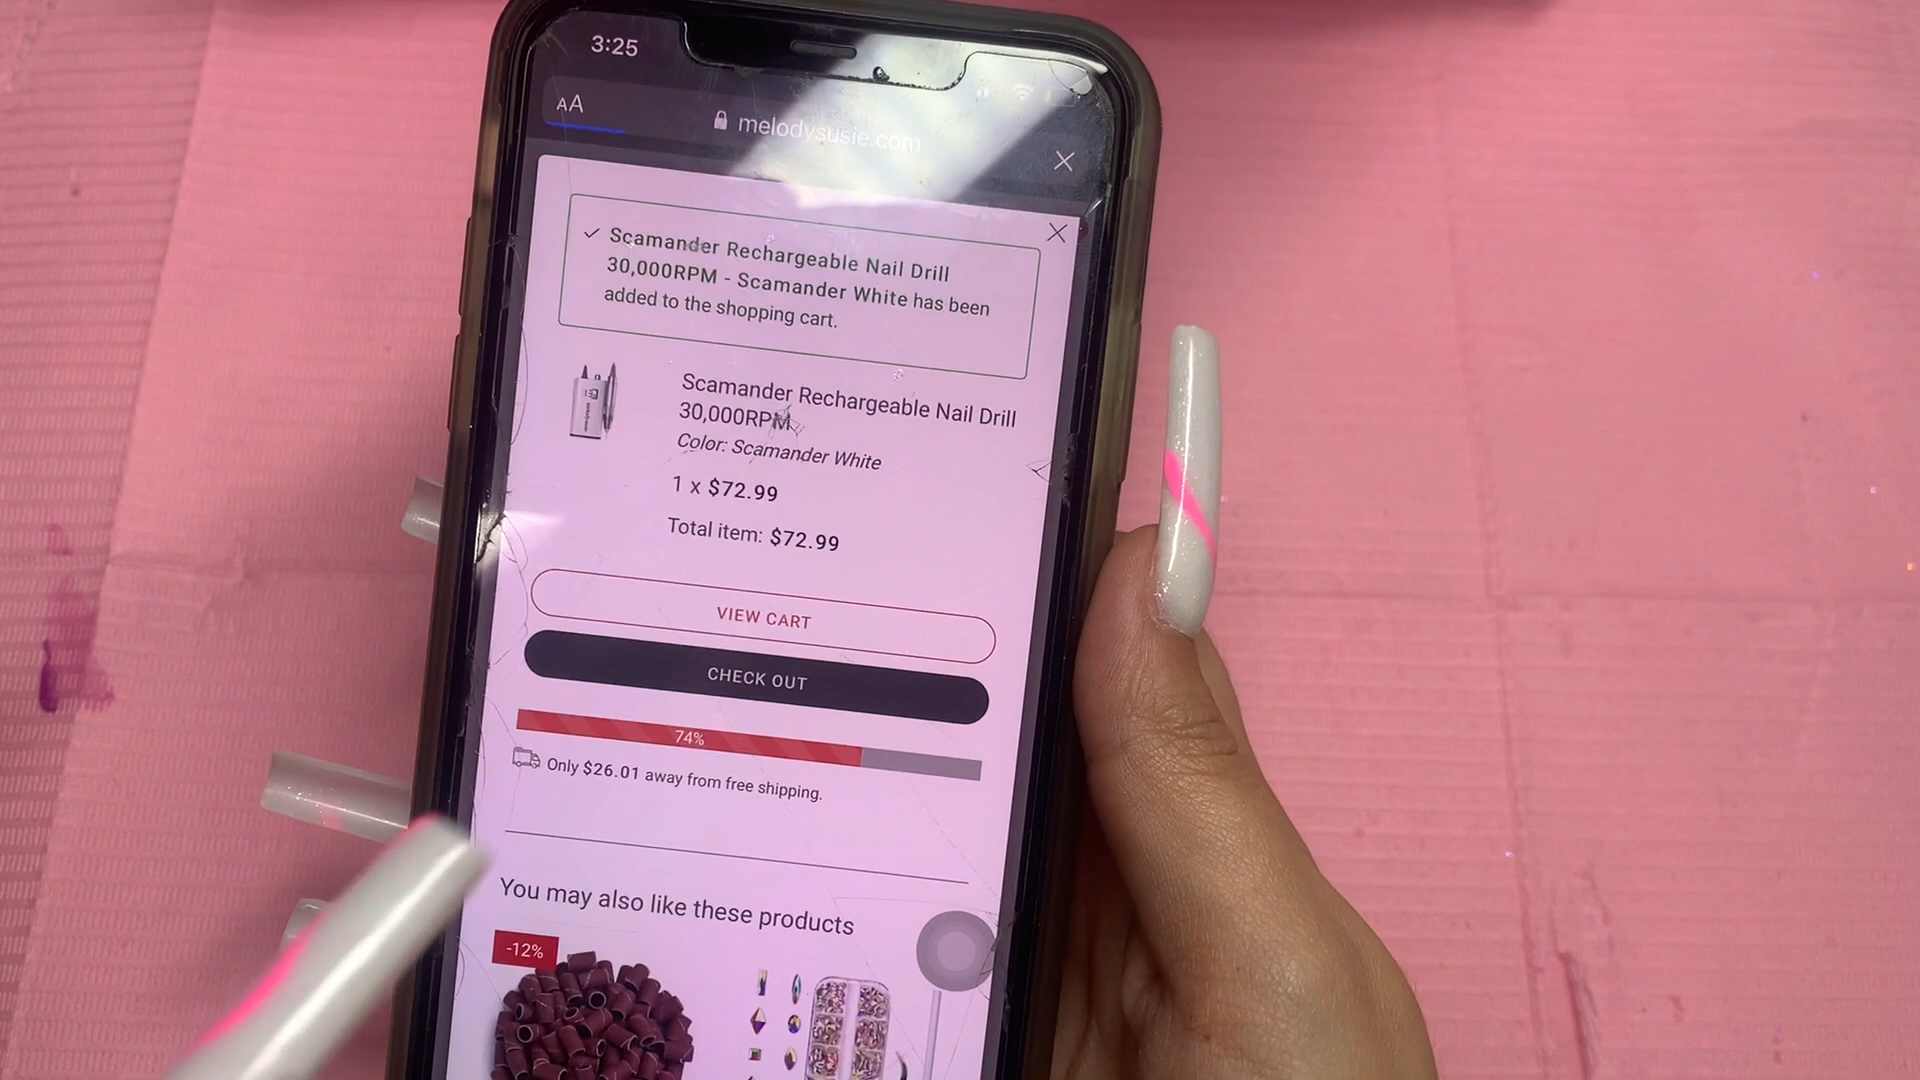 3:25
AA
melodysusie.com
Scamander Rechargeable Nail Drill
30,000RPM - Scamander White has been
added to the shopping cart.
Scamander Rechargeable Nail Drill
30,000RPM
Color: Scamander White
1 x $72.99
Total item: $72.99
VIEW CART
CHECK OUT
74%
Only $26.01 away from free shipping.
You may also like these products
-12%